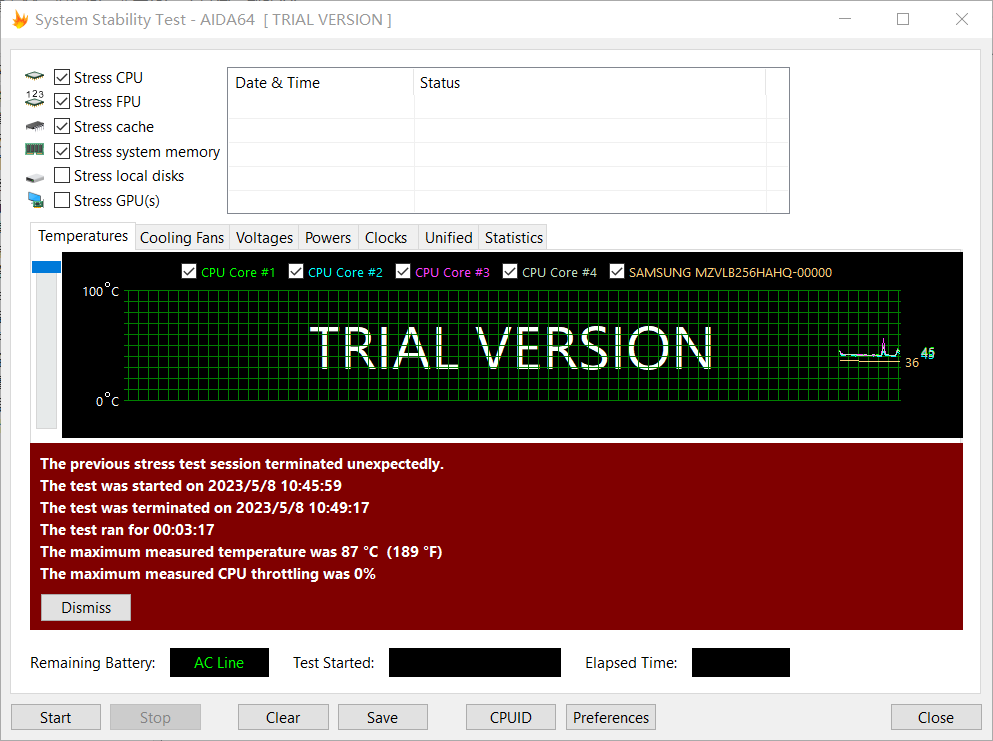 System Stability Test - AIDA64 [ TRIAL VERSION ]
Stress CPU
123
Stress FPU
Stress cache
Stress system memory
Stress local disks
Stress GPU(s)
Date & Time Status
Temperatures Cooling Fans Voltages Powers Clocks Unified Statistics
CPU Core #1 CPU Core #2 CPU Core #3 CPU Core #4 SAMSUNG MZVLB256HAHQ-00000
100°C
TRIAL VERSION
36
0°C
The previous stress test session terminated unexpectedly.
The test was started on 2023/5/8 10:45:59
The test was terminated on 2023/5/8 10:49:17
The test ran for 00:03:17
The maximum measured temperature was 87 °C (189 °F)
The maximum measured CPU throttling was 0%
Dismiss
Remaining Battery: AC Line Test Started: Elapsed Time:
Start Stop Clear Save CPUID Preferences Close